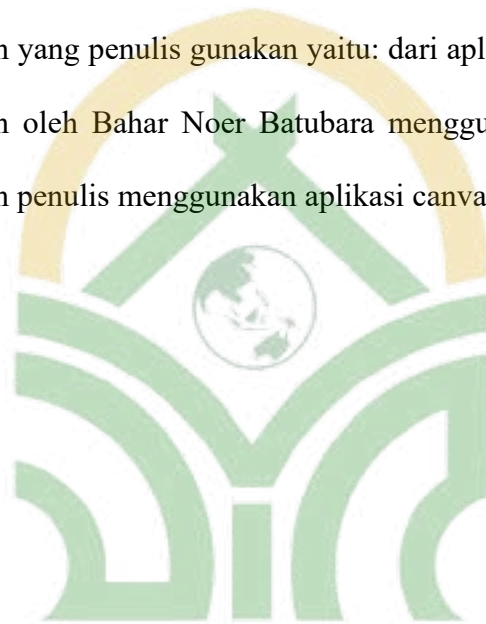 n yang penulis gunakan yaitu: dari apl
n oleh Bahar Noer Batubara menggu
n penulis menggunakan aplikasi canva